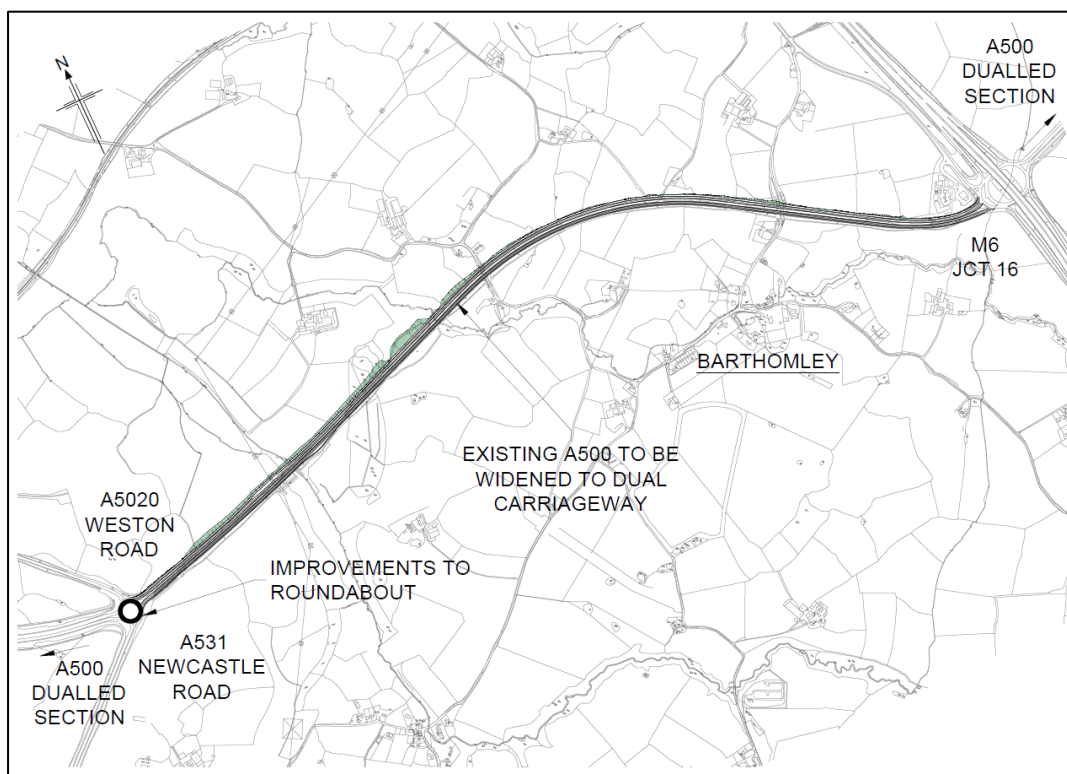 N
A500
DUALLED
SECTION
M6
JCT 16
BARTHOMLEY
EXISTING A500 TO BE
WIDENED TO DUAL
CARRIAGEWAY
A5020
WESTON
ROAD
IMPROVEMENTS TO
ROUNDABOUT
A531
NEWCASTLE
ROAD
A500
DUALLED
SECTION